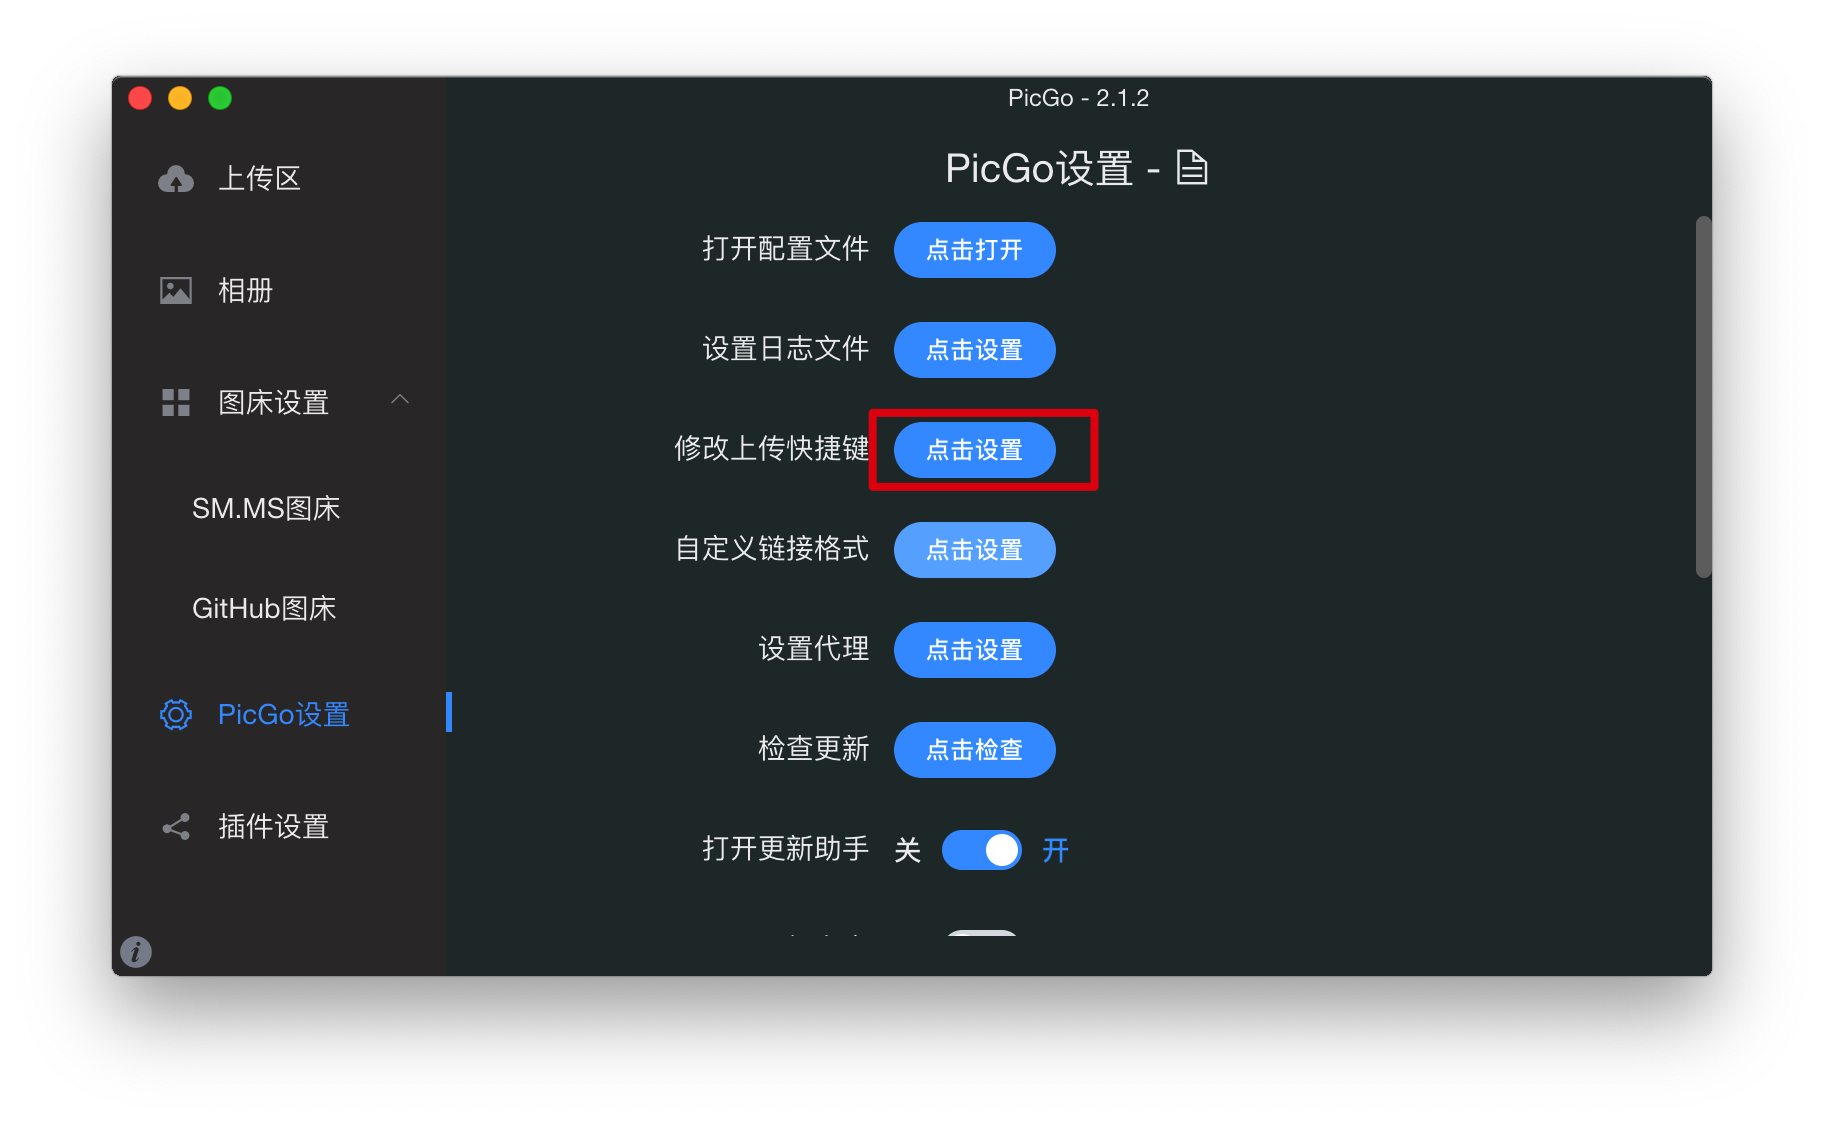 PicGo - 2.1.2
上传区
相册
图床设置
SM.MS图床
GitHub图床
PicGo设置
插件设置
PicGo设置 -
打开配置文件 点击打开
设置日志文件 点击设置
修改上传快捷键 点击设置
自定义链接格式 点击设置
设置代理 点击设置
检查更新 点击检查
打开更新助手 关 开